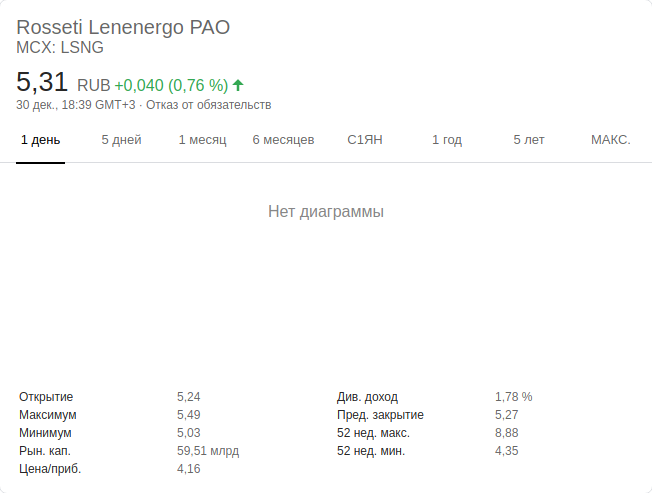 Rosseti Lenenergo PAO
MCX: LSNG
5,31 RUB +0,040 (0,76 %)
30 дек., 18:39 GMT+3 · Отказ от обязательств
1 день 5 дней 1 месяц 6 месяцев С1ЯН 1 год 5 лет МАКС.
Нет диаграммы
Открытие 5,24 Див. доход 1,78 %
Максимум 5,49 Пред. закрытие 5,27
Минимум 5,03 52 нед. макс. 8,88
Рын. кап. 59,51 млрд 52 нед. мин. 4,35
Цена/приб. 4,16